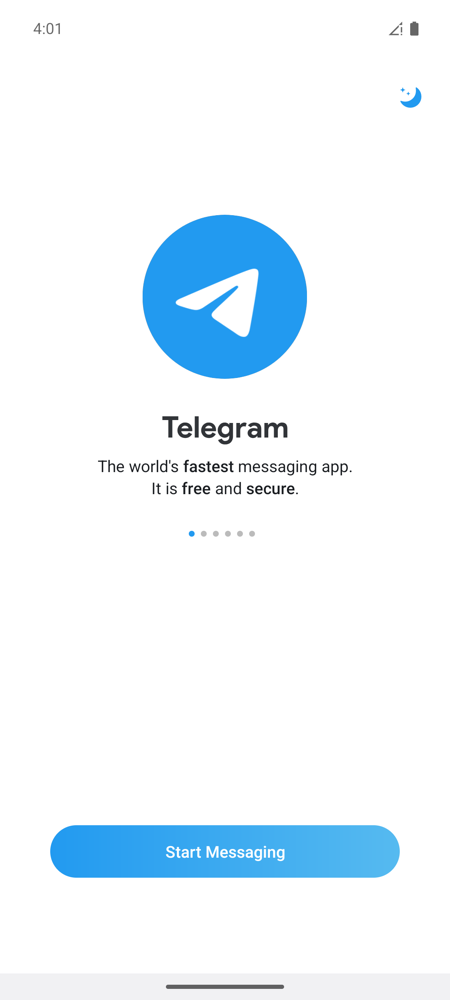 4:01
Telegram
The world's fastest messaging app.
It is free and secure.
Start Messaging